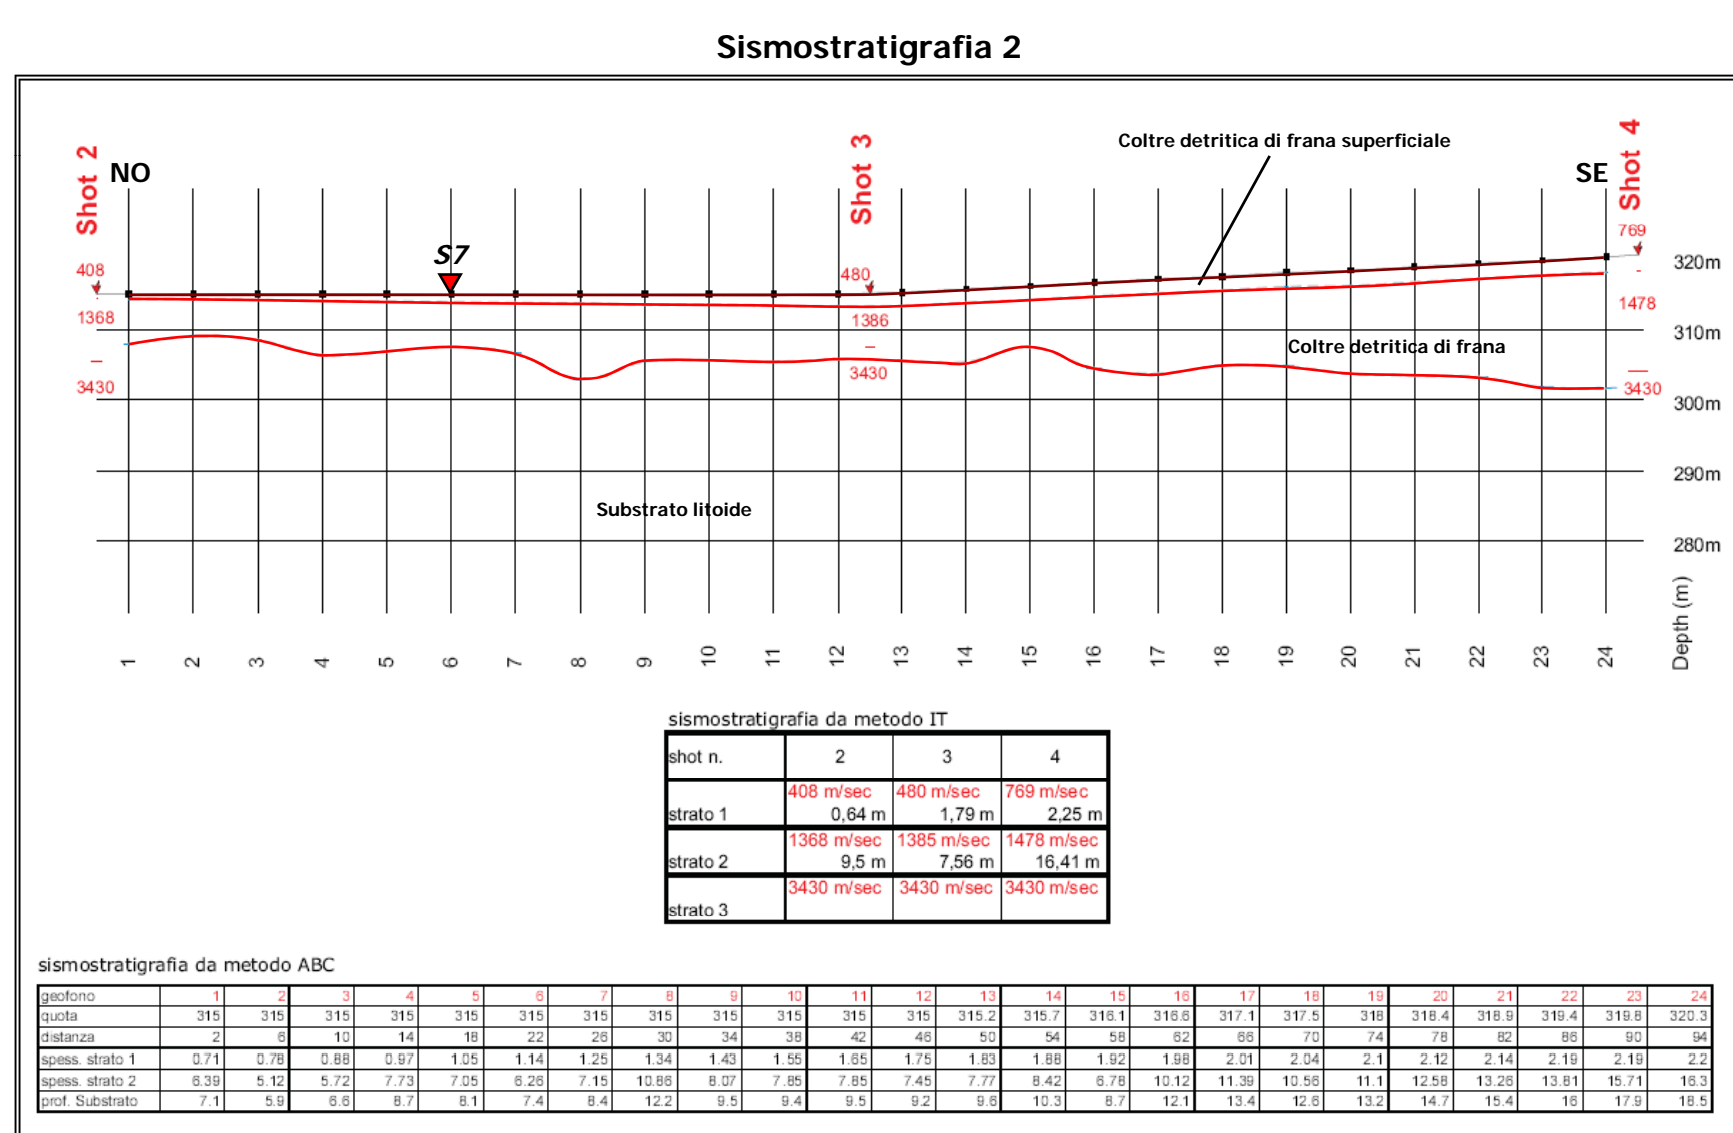 Sismostratigrafia 2
Shot 2
NO
Shot 3
Coltre detritica di frana superficiale
SE
Shot 4
769
408
S7
480
320m
-
-
1368
1386
1478
310m
–
–
Coltre detritica di frana
—
3430
3430
3430
300m
290m
Substrato litoide
280m
Depth (m)
1 2 3 4 5 6 7 8 9 10 11 12 13 14 15 16 17 18 19 20 21 22 23 24
sismostratigrafia da metodo IT
shot n. 2 3 4
408 m/sec 480 m/sec 769 m/sec
strato 1 0,64 m 1,79 m 2,25 m
1368 m/sec 1385 m/sec 1478 m/sec
strato 2 9,5 m 7,56 m 16,41 m
3430 m/sec 3430 m/sec 3430 m/sec
strato 3
sismostratigrafia da metodo ABC
geofono 1 2 3 4 5 6 7 8 9 10 11 12 13 14 15 16 17 18 19 20 21 22 23 24
quota 315 315 315 315 315 315 315 315 315 315 315 315 315.2 315.7 316.1 316.6 317.1 317.5 318 318.4 318.9 319.4 319.8 320.3
distanza 2 6 10 14 18 22 26 30 34 38 42 46 50 54 58 62 66 70 74 78 82 86 90 94
spess. strato 1 0.71 0.78 0.88 0.97 1.05 1.14 1.25 1.34 1.43 1.55 1.65 1.75 1.83 1.88 1.92 1.98 2.01 2.04 2.1 2.12 2.14 2.19 2.19 2.2
spess. strato 2 6.39 5.12 5.72 7.73 7.05 6.26 7.15 10.86 8.07 7.85 7.85 7.45 7.77 8.42 6.78 10.12 11.39 10.56 11.1 12.58 13.26 13.81 15.71 16.3
prof. Substrato 7.1 5.9 6.6 8.7 8.1 7.4 8.4 12.2 9.5 9.4 9.5 9.2 9.6 10.3 8.7 12.1 13.4 12.6 13.2 14.7 15.4 16 17.9 18.5